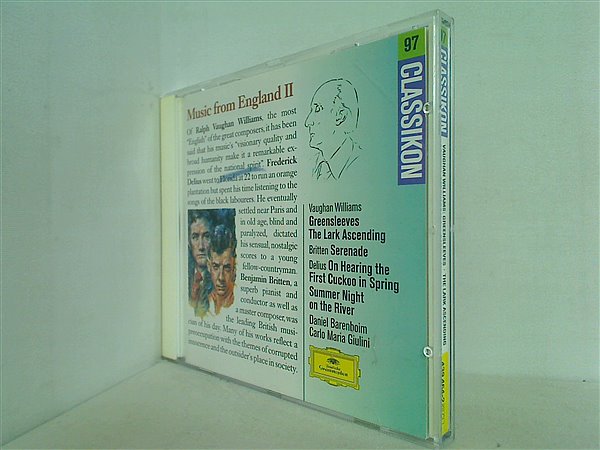 Music from England II
Of Ralph Vaughan Williams, the most
"English" of the great composers, it has been
said that his music's "visionary quality and
broad humanity make it a remarkable ex-
pression of the national spirit". Frederick
Delius went to Florida at 22 to run an orange
plantation but spent his time listening to the
songs of the black labourers. He eventually
settled near Paris and
in old age, blind and
paralyzed, dictated
his sensual, nostalgic
scores to a young
fellow-countryman.
Benjamin Britten, a
superb pianist and
conductor as well as
a master composer, was
the leading British musi-
cian of his day. Many of his works reflect a
preoccupation with the themes of corrupted
innocence and the outsider's place in society.
97
CLASSIKON
Vaughan Williams
Greensleeves
The Lark Ascending
Britten Serenade
Delius On Hearing the
First Cuckoo in Spring
Summer Night
on the River
Daniel Barenboim
Carlo Maria Giulini
Deutsche
Grammophon
97
CLASSIKON
VAUGHAN WILLIAMS: GREENSLEEVES · THE LARK ASCENDING